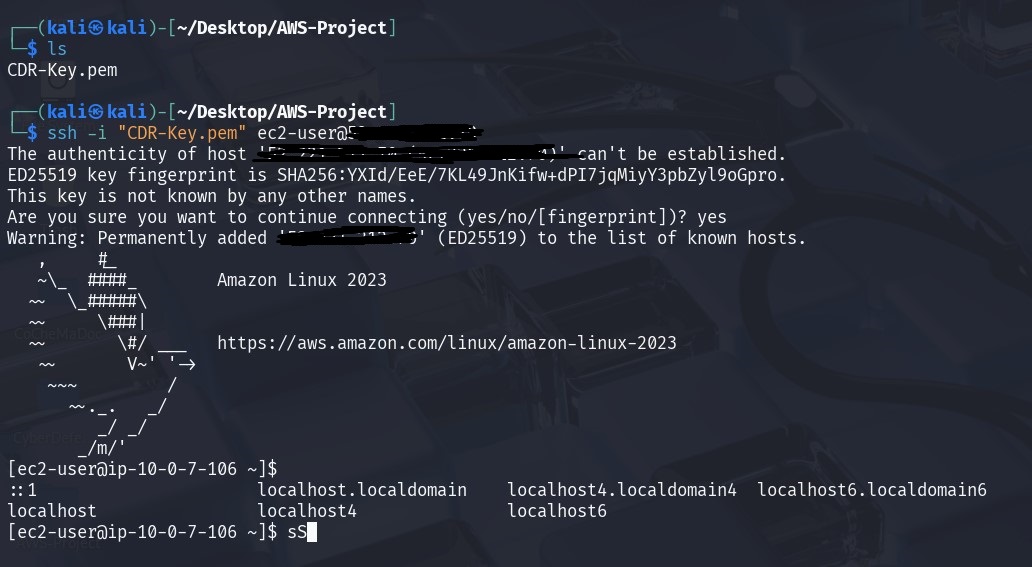 ┌──(kali㉿kali)-[~/Desktop/AWS-Project]
└─$ ls
CDR-Key.pem
┌──(kali㉿kali)-[~/Desktop/AWS-Project]
└─$ ssh -i "CDR-Key.pem" ec2-user@
The authenticity of host ' can't be established.
ED25519 key fingerprint is SHA256:YXId/EeE/7KL49JnKifw+dPI7jqMiyY3pbZyl9oGpro.
This key is not known by any other names.
Are you sure you want to continue connecting (yes/no/[fingerprint])? yes
Warning: Permanently added ' (ED25519) to the list of known hosts.
   ,     #_
   ~\_  ####_        Amazon Linux 2023
  ~~  \_#####\
  ~~     \###|
  ~~       \#/ ___   https://aws.amazon.com/linux/amazon-linux-2023
   ~~       V~' '->
    ~~~         /
      ~~._.   _/
         _/ _/
       _/m/'
[ec2-user@ip-10-0-7-106 ~]$
::1                      localhost.localdomain    localhost4.localdomain4  localhost6.localdomain6
localhost                localhost4               localhost6
[ec2-user@ip-10-0-7-106 ~]$ sS